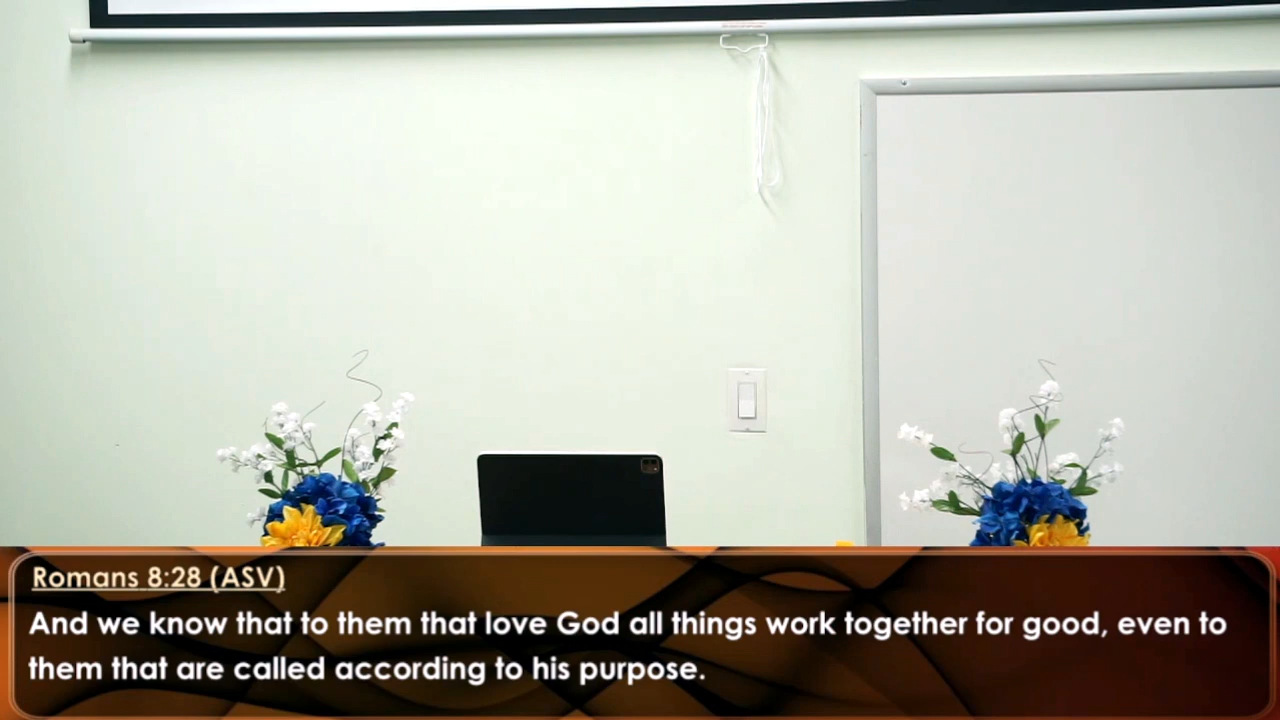 Romans 8:28 (ASV)
And we know that to them that love God all things work together for good, even to
them that are called according to his purpose.